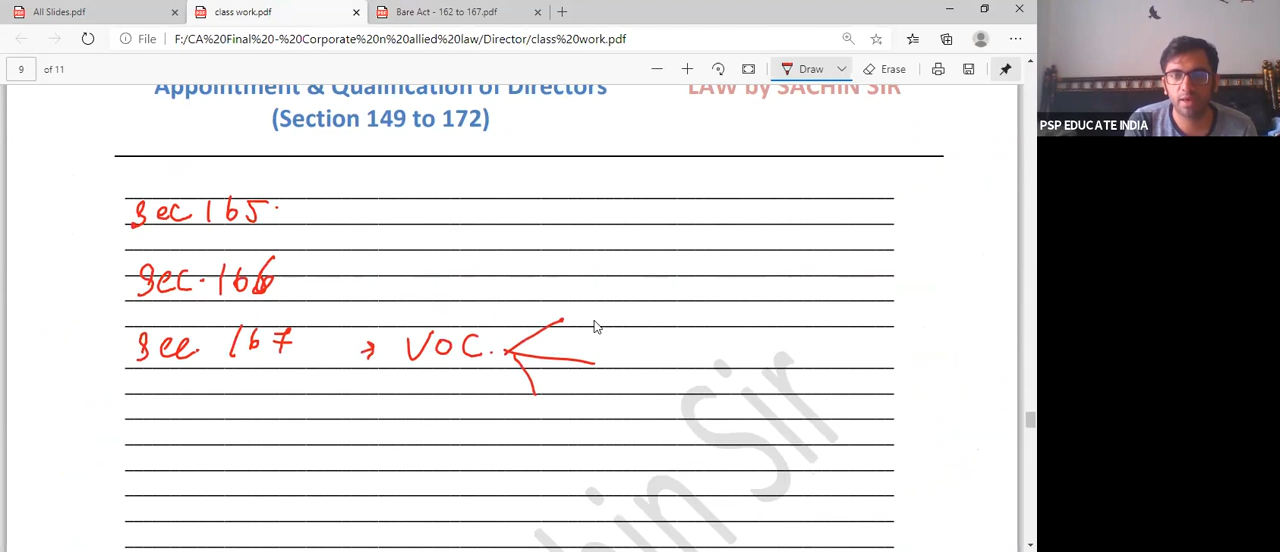 All Slides.pdf
class work.pdf
Bare Act - 162 to 167.pdf
File
F:/CA%20Final%20-%20Corporate%20n%20allied%20law/Director/class%20work.pdf
9 of 11
Draw
Erase
Appointment & Qualification of Directors
LAW by SACHIN SIR
(Section 149 to 172)
Sec 165.
Sec. 166
Sec. 167 → VOC.
PSP EDUCATE INDIA
chin Sir